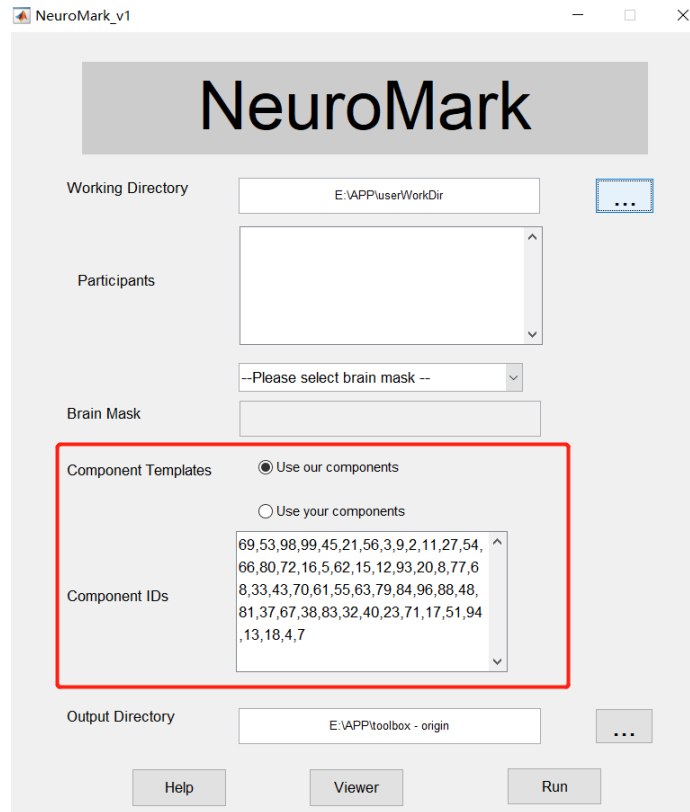 NeuroMark_v1
NeuroMark
Working Directory
E:\APP\userWorkDir
...
Participants
--Please select brain mask --
Brain Mask
Component Templates
Use our components
Use your components
Component IDs
69,53,98,99,45,21,56,3,9,2,11,27,54,
66,80,72,16,5,62,15,12,93,20,8,77,6
8,33,43,70,61,55,63,79,84,96,88,48,
81,37,67,38,83,32,40,23,71,17,51,94
,13,18,4,7
Output Directory
E:\APP\toolbox - origin
...
Help
Viewer
Run